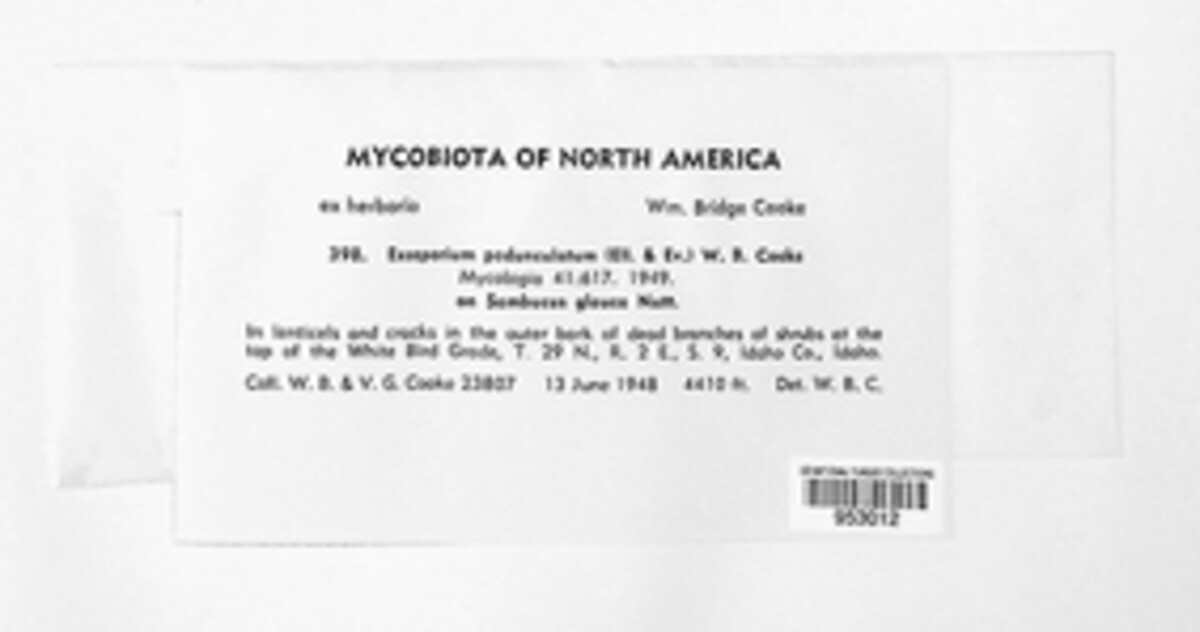 MYCOBIOTA OF NORTH AMERICA
ex herbario Wm. Bridge Cooke
398. Exosporium pedunculatum (Ell. & Ev.) W. B. Cooke
Mycologia 41:617. 1949.
on Sambucus glauca Nutt.
In lenticels and cracks in the outer bark of dead branches of shrubs at the
top of the White Bird Grade, T. 29 N., R. 2 E., S. 9, Idaho Co., Idaho.
Coll. W. B. & V. G. Cooke 23807 13 June 1948 4410 ft. Det. W. B. C.
953012